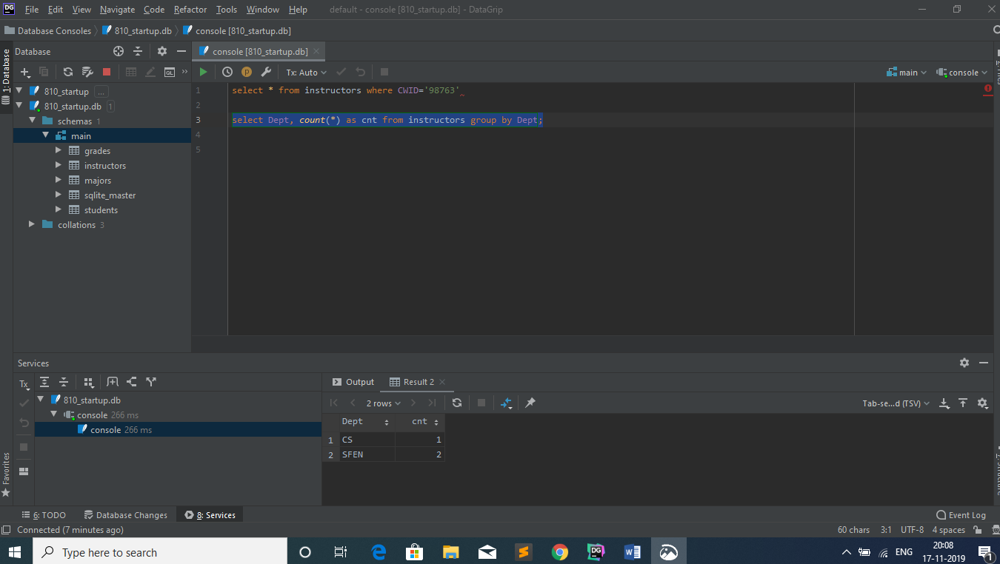 DG File Edit View Navigate Code Refactor Tools Window Help default - console [810_startup.db] - DataGrip
Database Consoles 810_startup.db console [810_startup.db]
1: Database
Database
console [810_startup.db]
QL
P Tx: Auto
main console
810_startup ...
810_startup.db 1
schemas 1
main
grades
instructors
majors
sqlite_master
students
collations 3
1 select * from instructors where CWID='98763'
2
3 select Dept, count(*) as cnt from instructors group by Dept;
4
5
Services
Tx
810_startup.db
console 266 ms
console 266 ms
Output Result 2
2 rows
Tab-se...d (TSV)
Dept cnt
1 CS 1
2 SFEN 2
Favorites
6: TODO Database Changes 8: Services Event Log
Connected (7 minutes ago) 60 chars 3:1 UTF-8 4 spaces
Type here to search
DG
ENG
20:08
17-11-2019
1